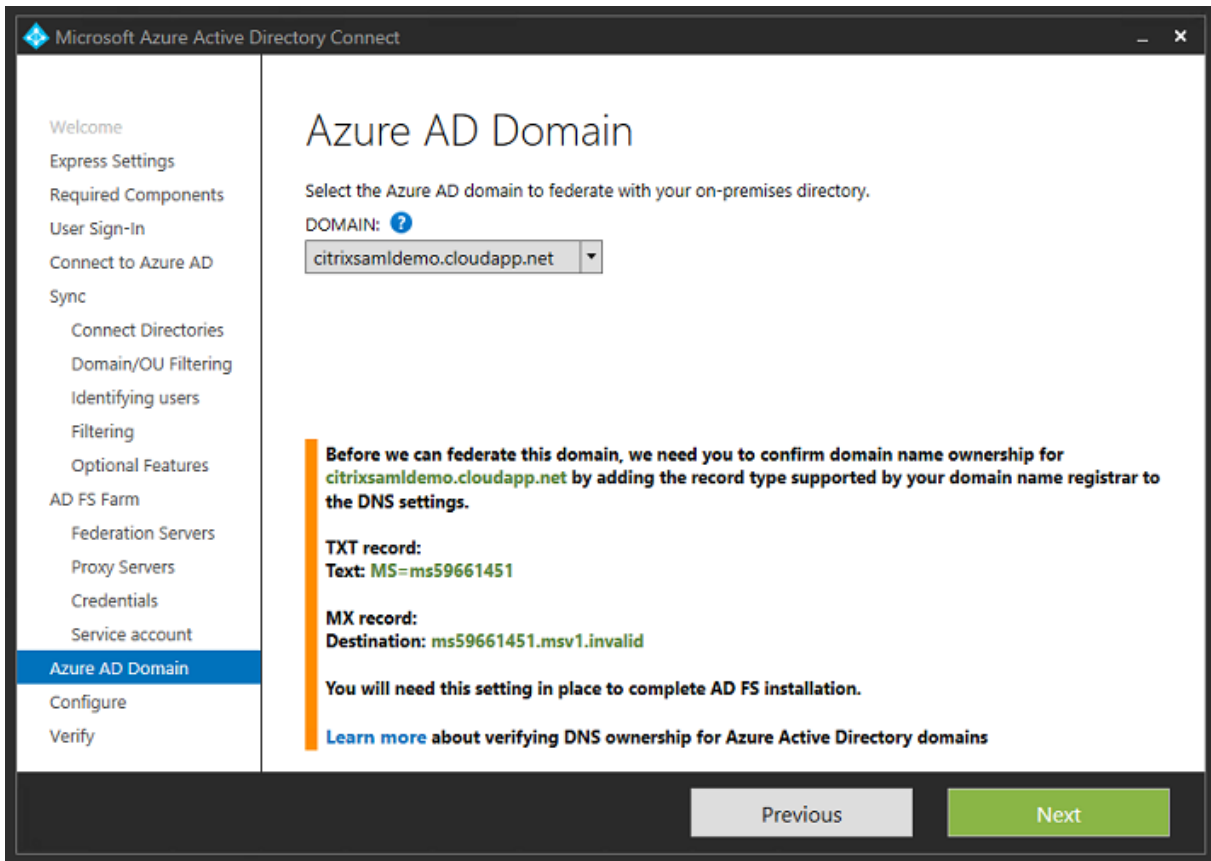 Microsoft Azure Active Directory Connect
Welcome
Express Settings
Required Components
User Sign-In
Connect to Azure AD
Sync
Connect Directories
Domain/OU Filtering
Identifying users
Filtering
Optional Features
AD FS Farm
Federation Servers
Proxy Servers
Credentials
Service account
Azure AD Domain
Configure
Verify
Azure AD Domain
Select the Azure AD domain to federate with your on-premises directory.
DOMAIN: ?
citrixsamldemo.cloudapp.net
Before we can federate this domain, we need you to confirm domain name ownership for
citrixsamldemo.cloudapp.net by adding the record type supported by your domain name registrar to
the DNS settings.
TXT record:
Text: MS=ms59661451
MX record:
Destination: ms59661451.msv1.invalid
You will need this setting in place to complete AD FS installation.
Learn more about verifying DNS ownership for Azure Active Directory domains
Previous
Next